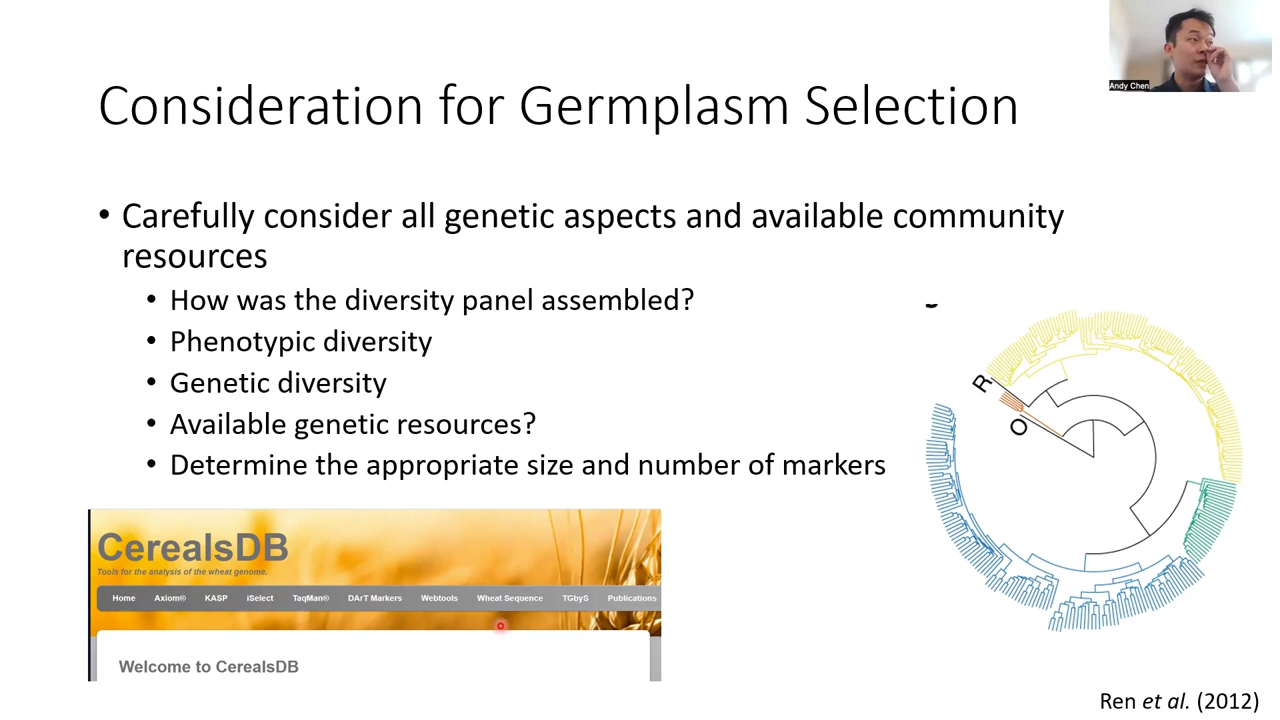 Andy Chen
Consideration for Germplasm Selection
• Carefully consider all genetic aspects and available community
resources
• How was the diversity panel assembled?
• Phenotypic diversity
• Genetic diversity
• Available genetic resources?
• Determine the appropriate size and number of markers
R
O
CerealsDB
Tools for the analysis of the wheat genome.
Home Axiom® KASP iSelect TaqMan® DArT Markers Webtools Wheat Sequence TGbyS Publications
Welcome to CerealsDB
Ren et al. (2012)